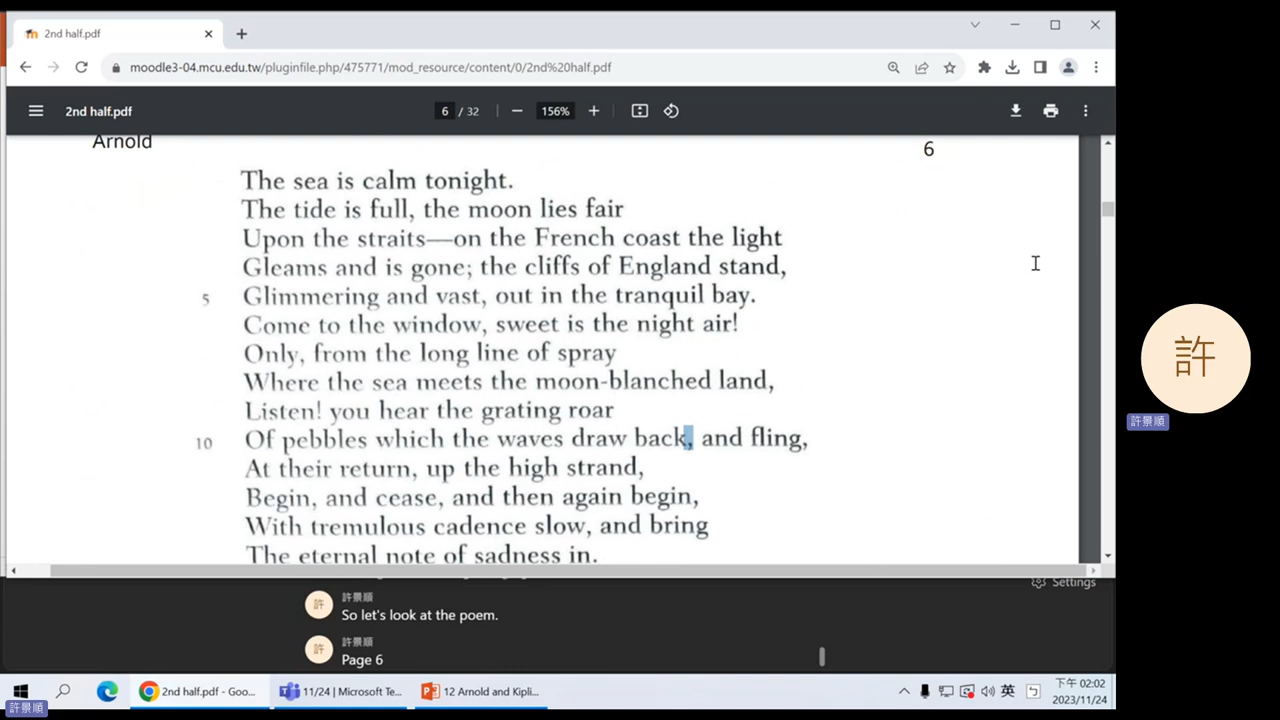 2nd half.pdf
moodle3-04.mcu.edu.tw/pluginfile.php/475771/mod_resource/content/0/2nd%20half.pdf
2nd half.pdf
6 / 32
156%
Arnold
6
The sea is calm tonight.
The tide is full, the moon lies fair
Upon the straits—on the French coast the light
Gleams and is gone; the cliffs of England stand,
5 Glimmering and vast, out in the tranquil bay.
Come to the window, sweet is the night air!
Only, from the long line of spray
Where the sea meets the moon-blanched land,
Listen! you hear the grating roar
10 Of pebbles which the waves draw back, and fling,
At their return, up the high strand,
Begin, and cease, and then again begin,
With tremulous cadence slow, and bring
The eternal note of sadness in.
許
許景順
Settings
許 許景順
So let's look at the poem.
許 許景順
Page 6
2nd half.pdf - Goo...
11/24 | Microsoft Te...
12 Arnold and Kipli...
英
下午 02:02
2023/11/24
許景順